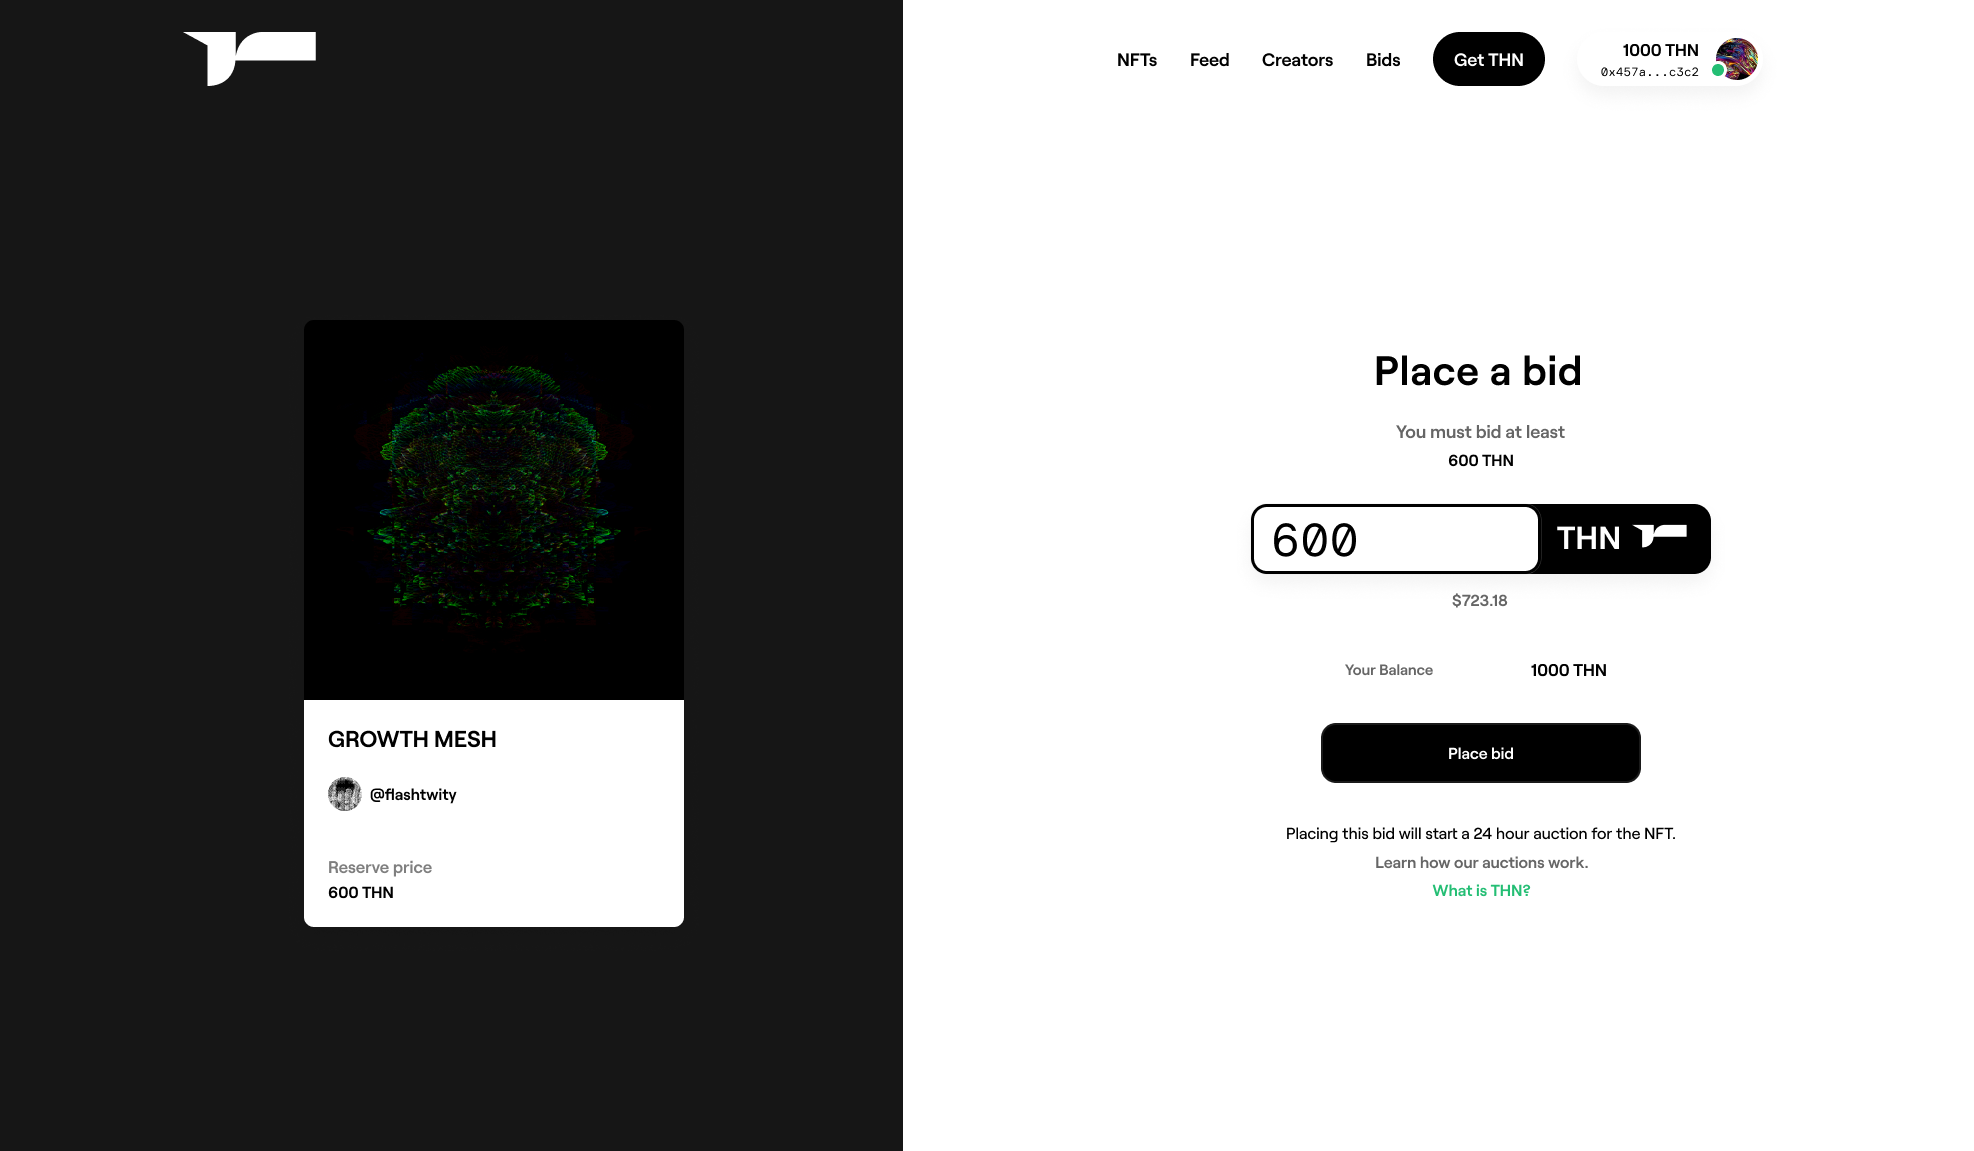 NFTs
Feed
Creators
Bids
Get THN
1000 THN
0x457a...c3c2
GROWTH MESH
@flashtwity
Reserve price
600 THN
Place a bid
You must bid at least
600 THN
600
THN
$723.18
Your Balance
1000 THN
Place bid
Placing this bid will start a 24 hour auction for the NFT.
Learn how our auctions work.
What is THN?